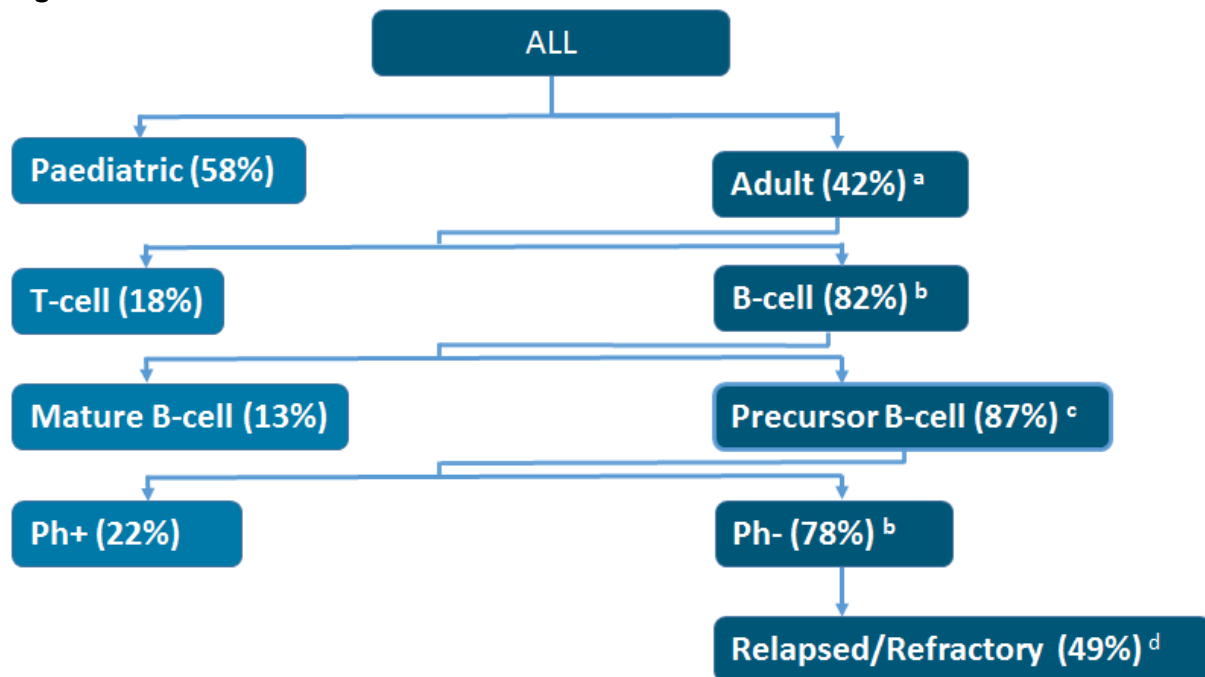 ALL
Paediatric (58%)
Adult (42%) a
T-cell (18%)
B-cell (82%) b
Mature B-cell (13%)
Precursor B-cell (87%) c
Ph+ (22%)
Ph- (78%) b
Relapsed/Refractory (49%) d